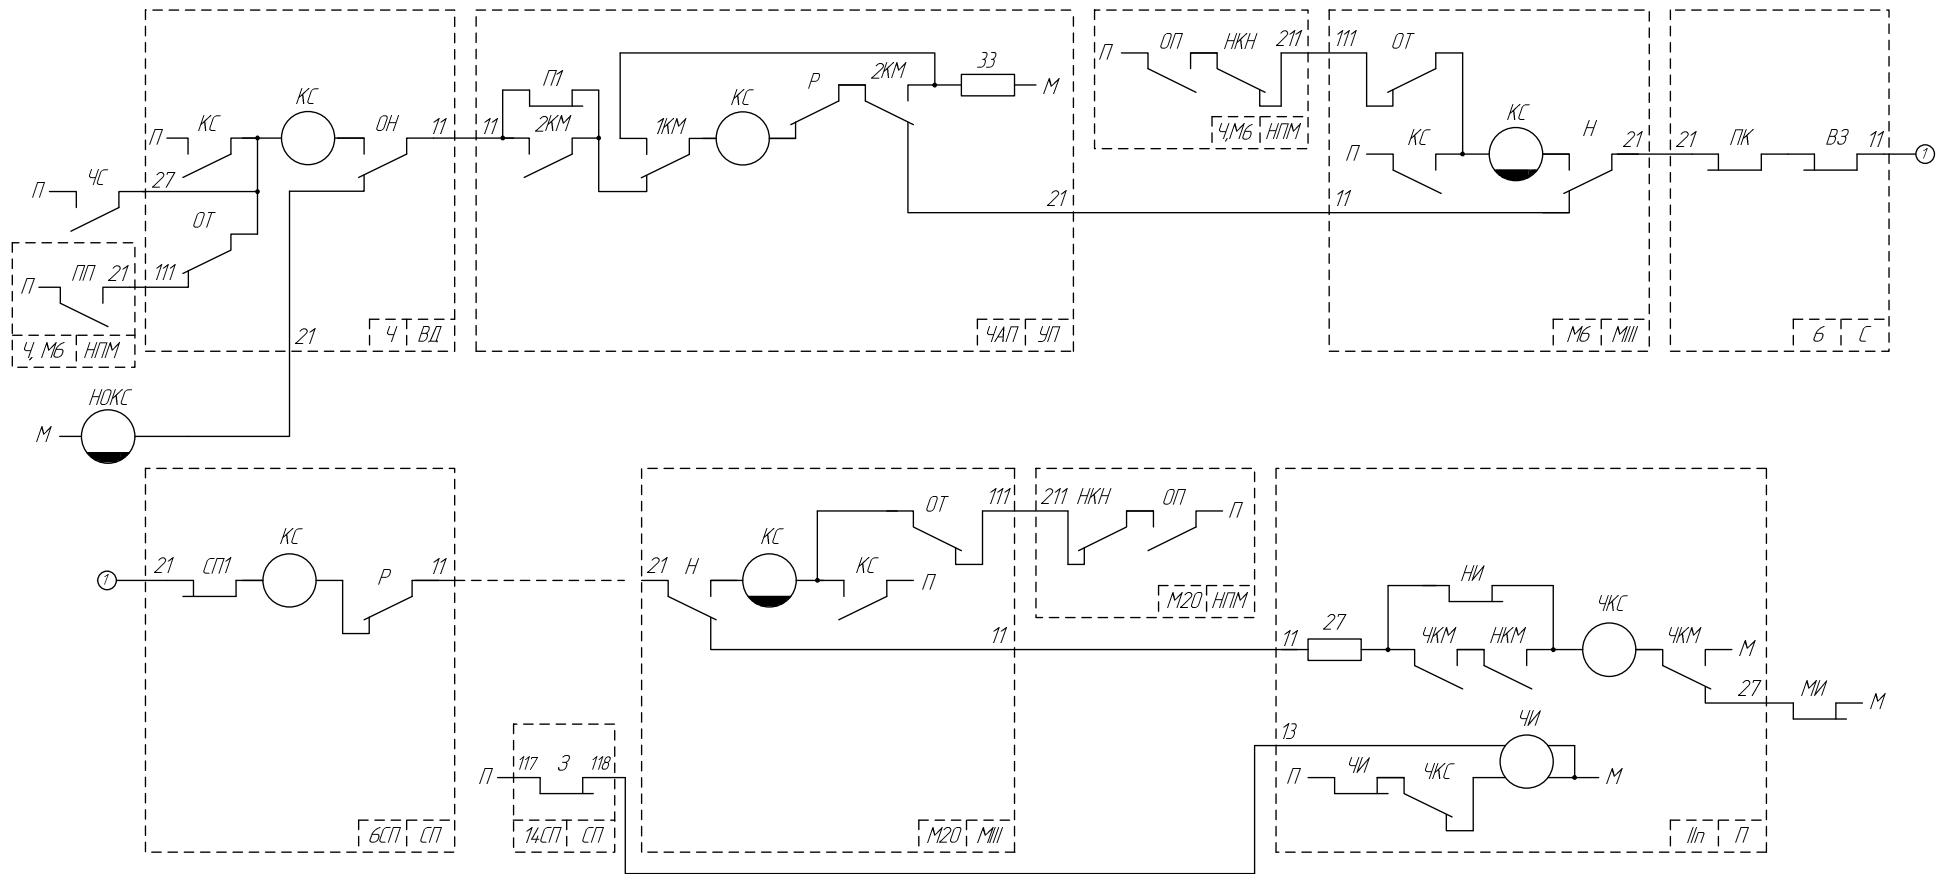 П КС КС ОН 11
П ЧС 27
ОТ
П ПП 21 111
Ч, М6 НПМ
21
Ч ВД
М НОКС
11 П1 2КМ 1КМ КС Р 2КМ 33 М
21
ЧАП УП
П ОП НКН 211
Ч,М6 НПМ
111 ОТ
П КС КС Н 21
11
М6 МIII
21 ПК ВЗ 11
6 С
1
1
21 СП1 КС Р 11
6СП СП
П 117 З 118
14СП СП
21 Н КС КС П
ОТ 111
11
М20 МIII
211 НКН ОП П
М20 НПМ
11 27 НИ
ЧКМ НКМ ЧКС ЧКМ М
27 МИ М
13 ЧИ
П ЧИ ЧКС М
IIп П